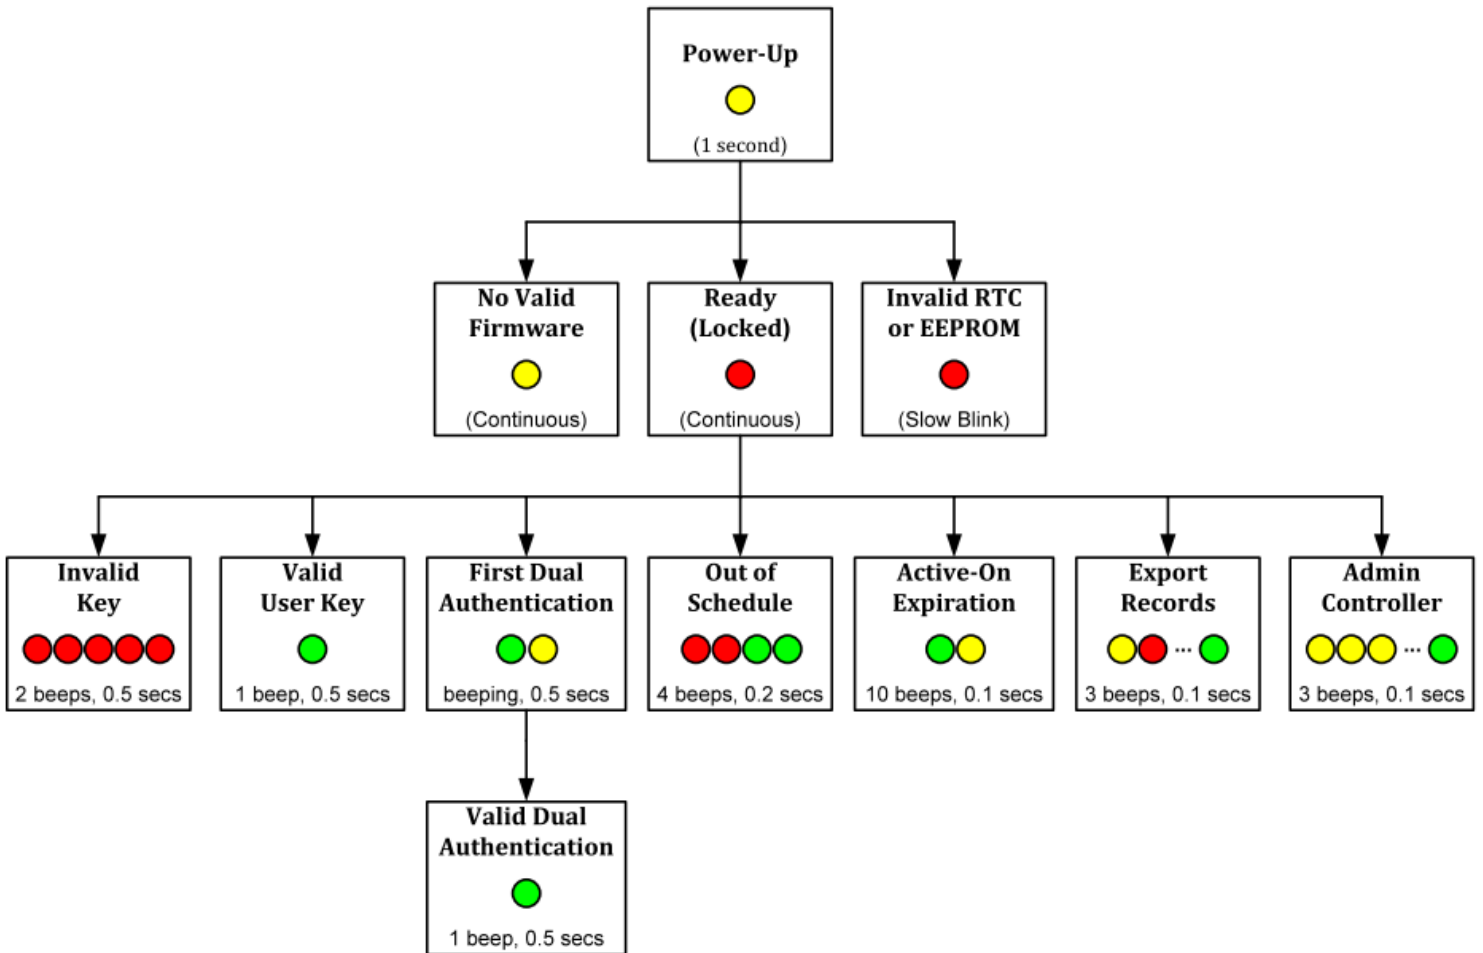 Power-Up
(1 second)
No Valid
Firmware
(Continuous)
Ready
(Locked)
(Continuous)
Invalid RTC
or EEPROM
(Slow Blink)
Invalid
Key
2 beeps, 0.5 secs
Valid
User Key
1 beep, 0.5 secs
First Dual
Authentication
beeping, 0.5 secs
Out of
Schedule
4 beeps, 0.2 secs
Active-On
Expiration
10 beeps, 0.1 secs
Export
Records
...
3 beeps, 0.1 secs
Admin
Controller
...
3 beeps, 0.1 secs
Valid Dual
Authentication
1 beep, 0.5 secs